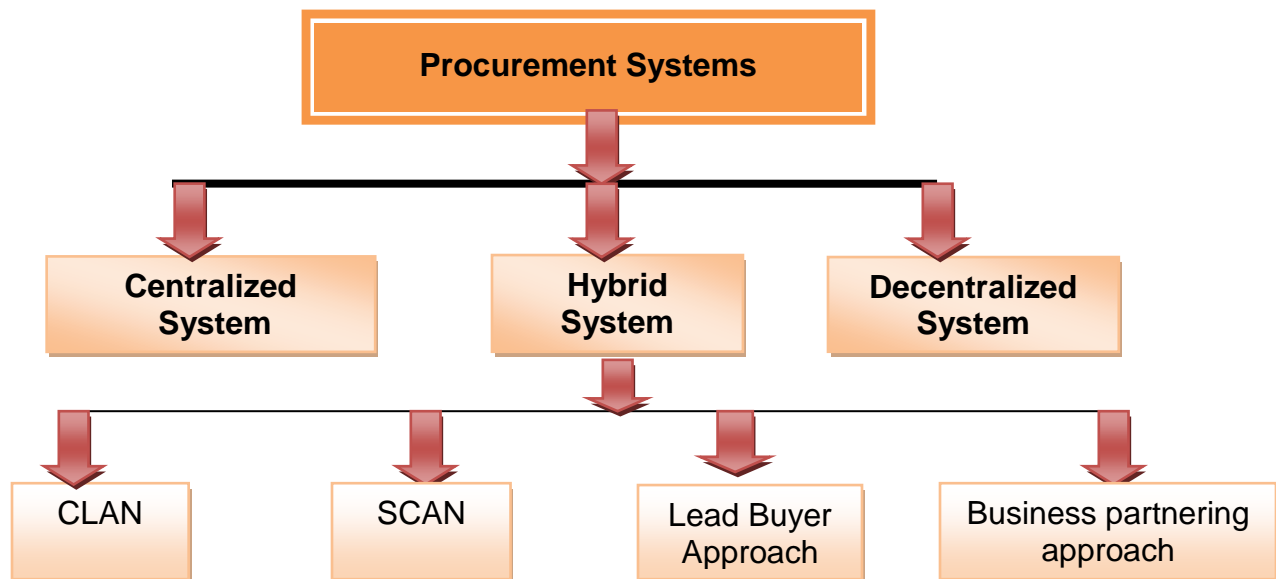 Procurement Systems
Centralized
System
Hybrid
System
Decentralized
System
CLAN
SCAN
Lead Buyer
Approach
Business partnering
approach